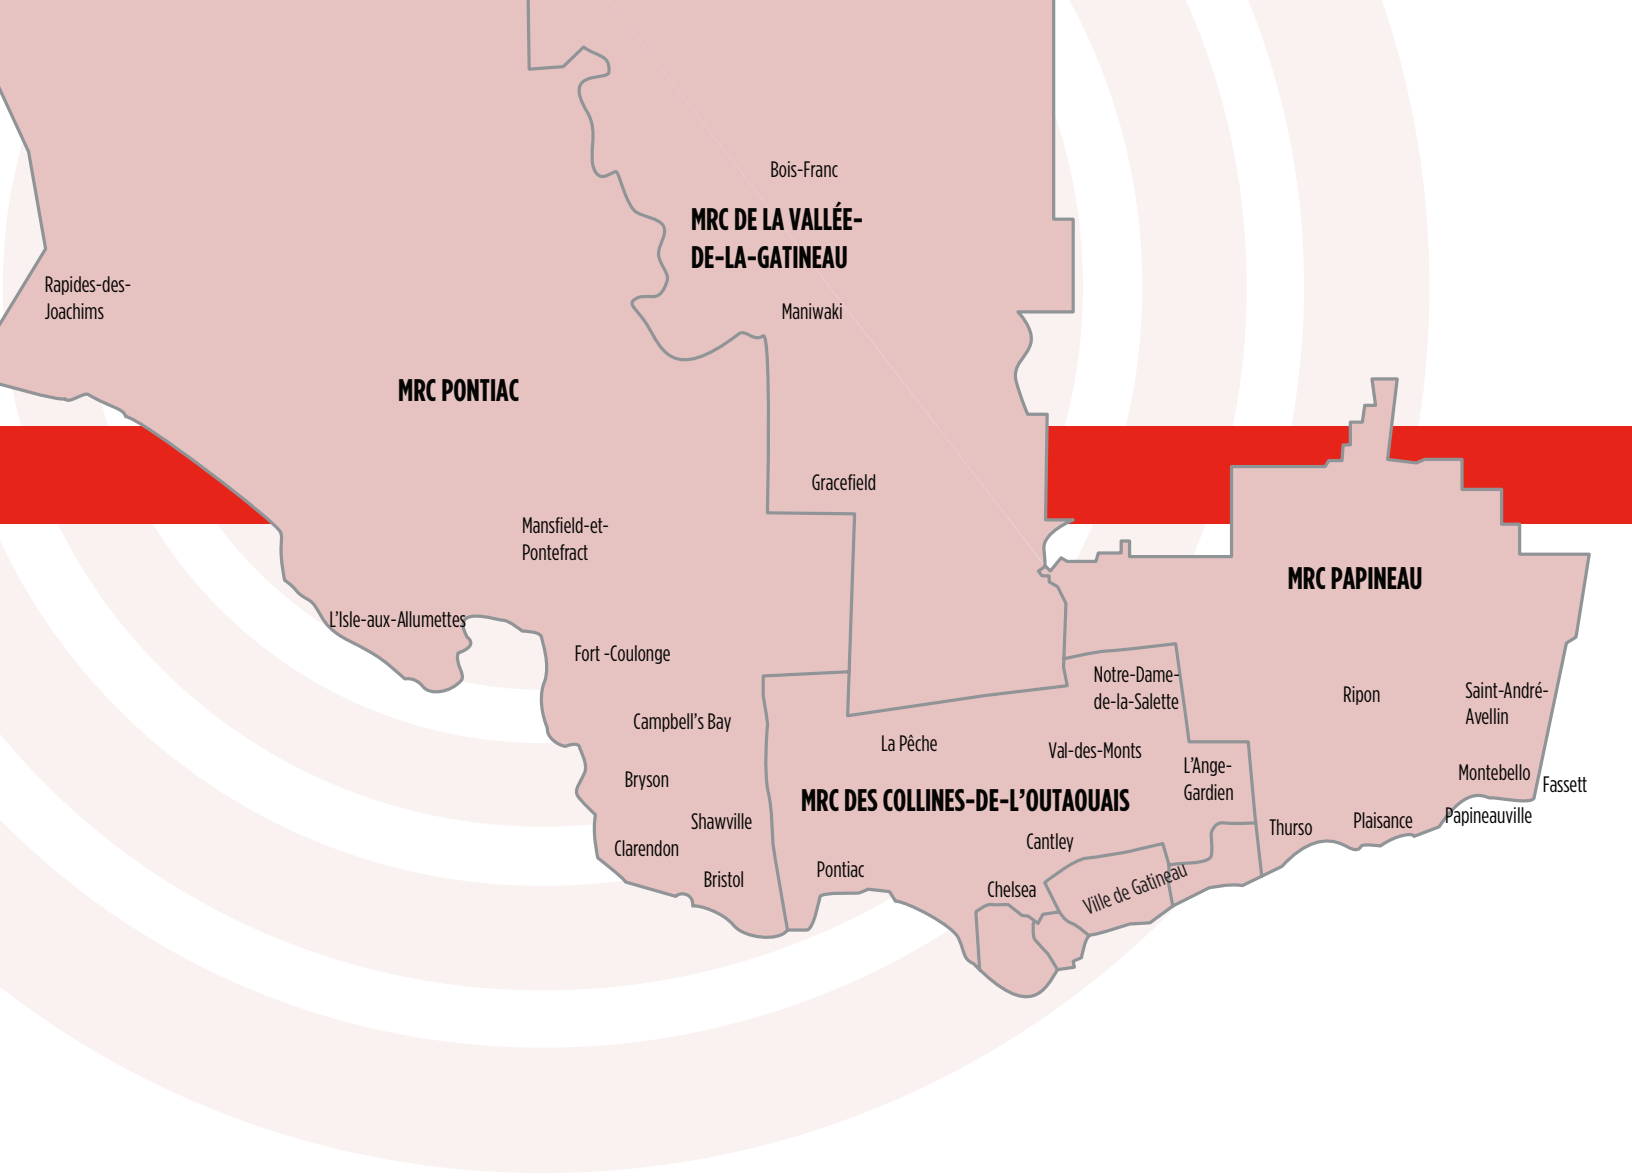 Bois-Franc
MRC DE LA VALLÉE-
DE-LA-GATINEAU
Rapides-des-
Joachims
Maniwaki
MRC PONTIAC
Gracefield
Mansfield-et-
Pontefract
MRC PAPINEAU
L'Isle-aux-Allumettes
Fort -Coulonge
Notre-Dame-
de-la-Salette
Ripon
Saint-André-
Avellin
Campbell's Bay
La Pêche
Val-des-Monts
L'Ange-
Gardien
Montebello
Fassett
Bryson
MRC DES COLLINES-DE-L'OUTAOUAIS
Shawville
Thurso
Plaisance
Papineauville
Clarendon
Cantley
Bristol
Pontiac
Chelsea
Ville de Gatineau